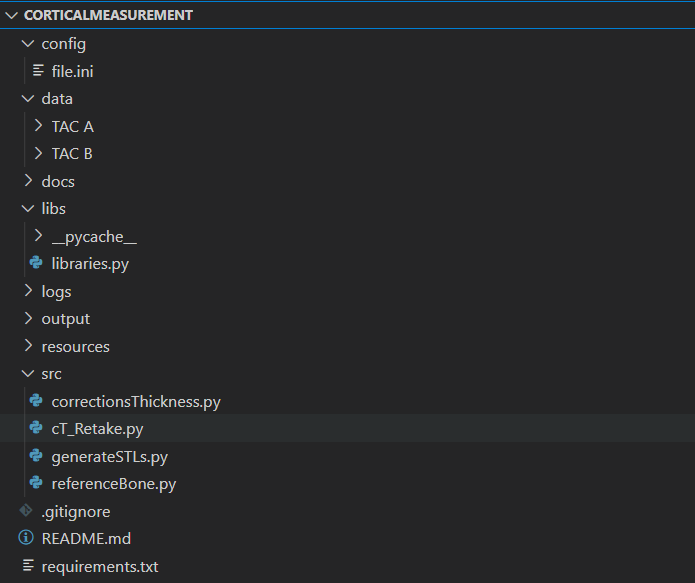 CORTICALMEASUREMENT
config
file.ini
data
TAC A
TAC B
docs
libs
__pycache__
libraries.py
logs
output
resources
src
correctionsThickness.py
cT_Retake.py
generateSTLs.py
referenceBone.py
.gitignore
README.md
requirements.txt